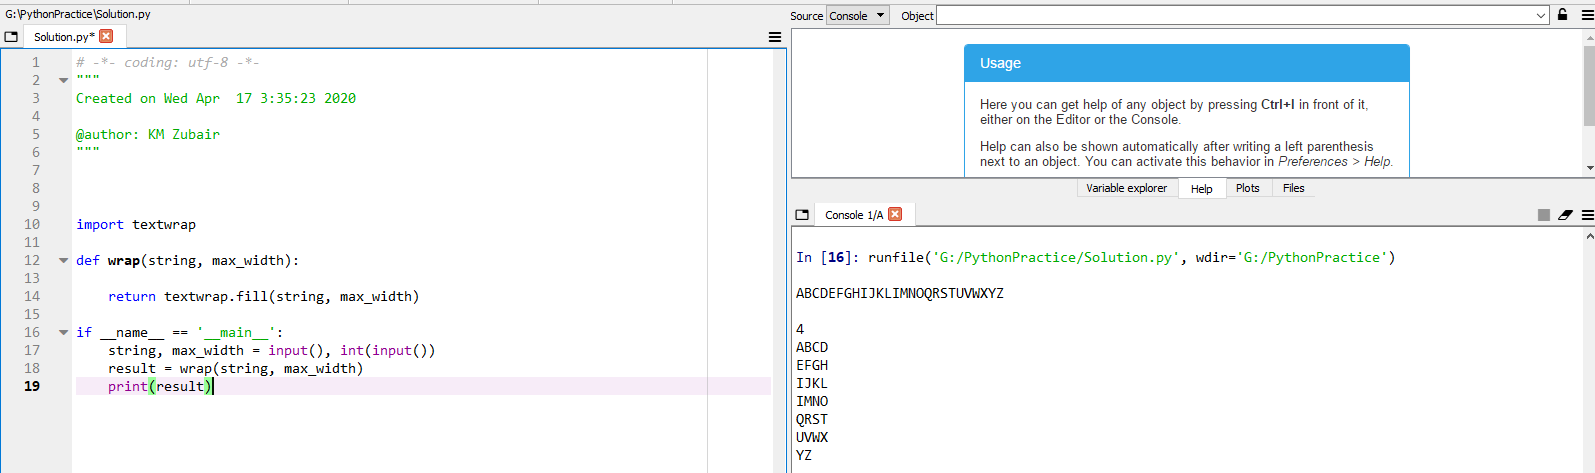 G:\PythonPractice\Solution.py
Solution.py*
1 # -*- coding: utf-8 -*-
2 """
3 Created on Wed Apr  17 3:35:23 2020
4
5 @author: KM Zubair
6 """
7
8
9
10 import textwrap
11
12 def wrap(string, max_width):
13
14     return textwrap.fill(string, max_width)
15
16 if __name__ == '__main__':
17     string, max_width = input(), int(input())
18     result = wrap(string, max_width)
19     print(result)
Source Console Object
Usage
Here you can get help of any object by pressing Ctrl+I in front of it,
either on the Editor or the Console.
Help can also be shown automatically after writing a left parenthesis
next to an object. You can activate this behavior in Preferences > Help.
Variable explorer Help Plots Files
Console 1/A
In [16]: runfile('G:/PythonPractice/Solution.py', wdir='G:/PythonPractice')
ABCDEFGHIJKLIMNOQRSTUVWXYZ
4
ABCD
EFGH
IJKL
IMNO
QRST
UVWX
YZ